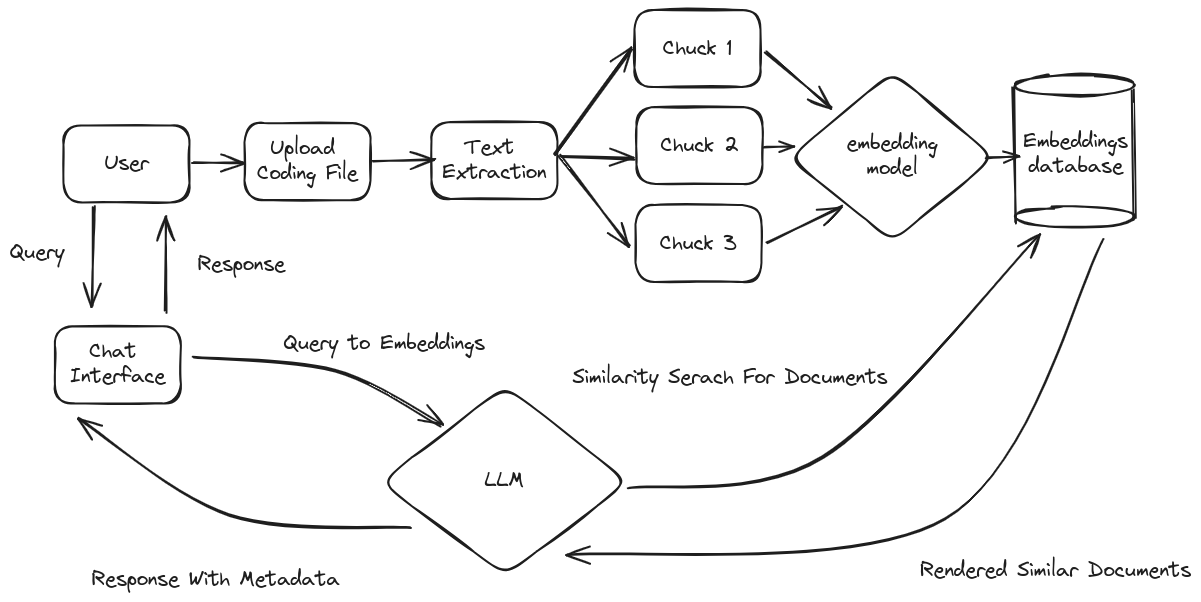 Chuck 1
User
Upload
Coding File
Text
Extraction
Chuck 2
embedding
model
Embeddings
database
Chuck 3
Query
Response
Chat
Interface
Query to Embeddings
Similarity Serach For Documents
LLM
Response With Metadata
Rendered Similar Documents